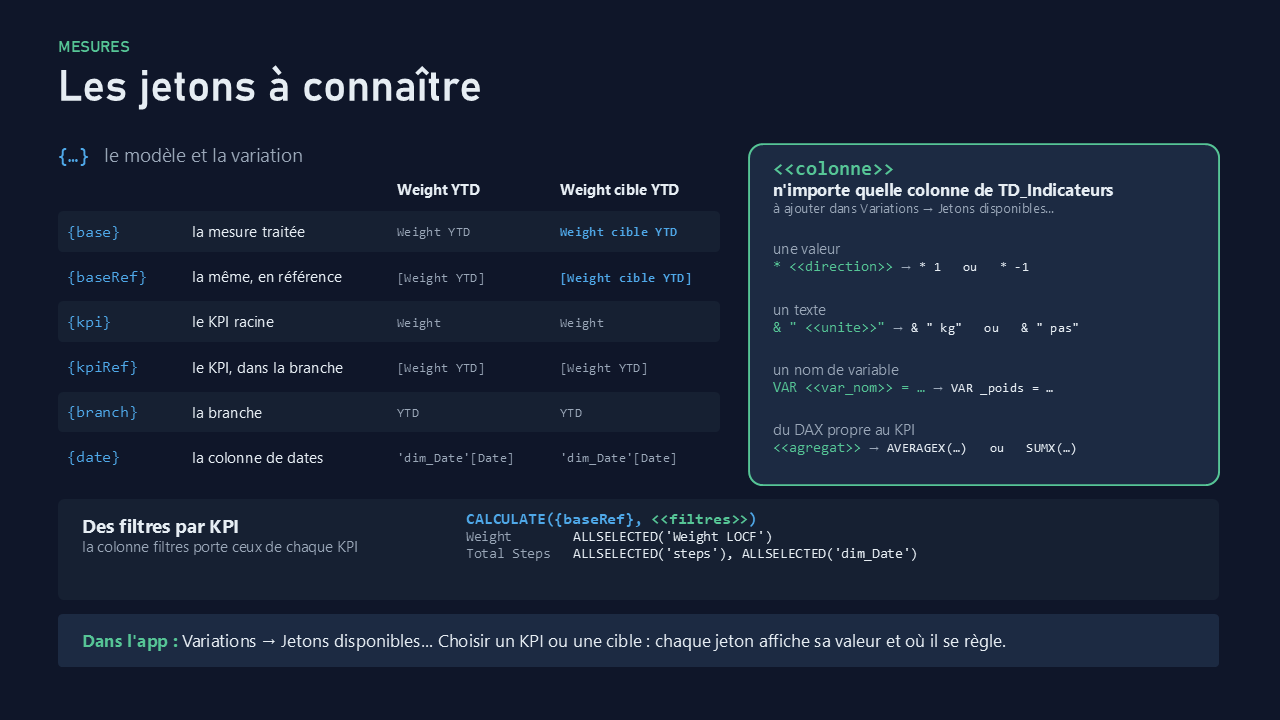 MESURES
Les jetons à connaître
{…} le modèle et la variation
Weight YTD Weight cible YTD
{base} la mesure traitée Weight YTD Weight cible YTD
{baseRef} la même, en référence [Weight YTD] [Weight cible YTD]
{kpi} le KPI racine Weight Weight
{kpiRef} le KPI, dans la branche [Weight YTD] [Weight YTD]
{branch} la branche YTD YTD
{date} la colonne de dates 'dim_Date'[Date] 'dim_Date'[Date]
<<colonne>>
n'importe quelle colonne de TD_Indicateurs
à ajouter dans Variations → Jetons disponibles…
une valeur
* <<direction>> → * 1 ou * -1
un texte
& " <<unite>>" → & " kg" ou & " pas"
un nom de variable
VAR <<var_nom>> = … → VAR _poids = …
du DAX propre au KPI
<<agregat>> → AVERAGEX(…) ou SUMX(…)
Des filtres par KPI
la colonne filtres porte ceux de chaque KPI
CALCULATE({baseRef}, <<filtres>>)
Weight ALLSELECTED('Weight LOCF')
Total Steps ALLSELECTED('steps'), ALLSELECTED('dim_Date')
Dans l'app : Variations → Jetons disponibles… Choisir un KPI ou une cible : chaque jeton affiche sa valeur et où il se règle.